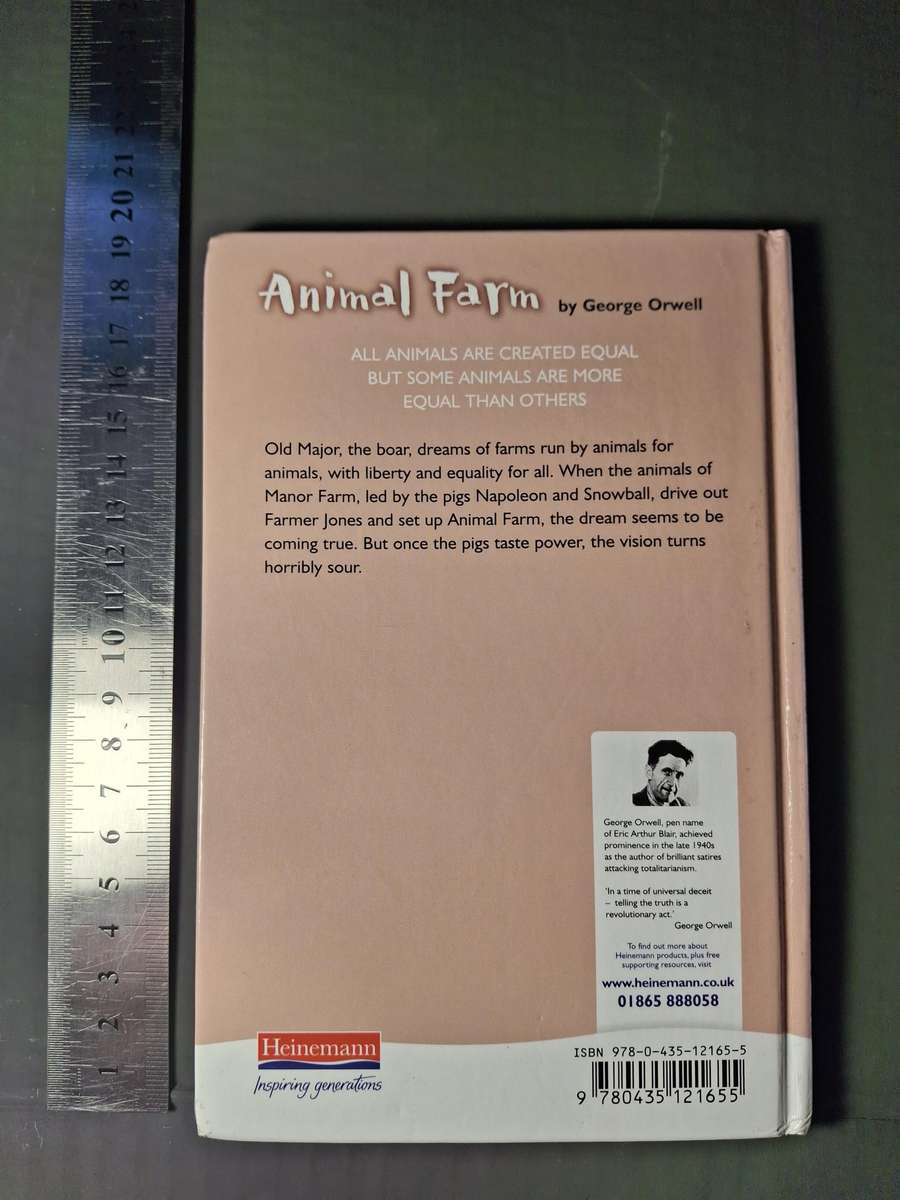 Animal Farm by George Orwell
ALL ANIMALS ARE CREATED EQUAL
BUT SOME ANIMALS ARE MORE
EQUAL THAN OTHERS
Old Major, the boar, dreams of farms run by animals for
animals, with liberty and equality for all. When the animals of
Manor Farm, led by the pigs Napoleon and Snowball, drive out
Farmer Jones and set up Animal Farm, the dream seems to be
coming true. But once the pigs taste power, the vision turns
horribly sour.
George Orwell, pen name
of Eric Arthur Blair, achieved
prominence in the late 1940s
as the author of brilliant satires
attacking totalitarianism.
'In a time of universal deceit
– telling the truth is a
revolutionary act.'
George Orwell
To find out more about
Heinemann products, plus free
supporting resources, visit
www.heinemann.co.uk
01865 888058
Heinemann
Inspiring generations
ISBN 978-0-435-12165-5
9 780435 121655
1 2 3 4 5 6 7 8 9 10 11 12 13 14 15 16 17 18 19 20 21 22 23 24